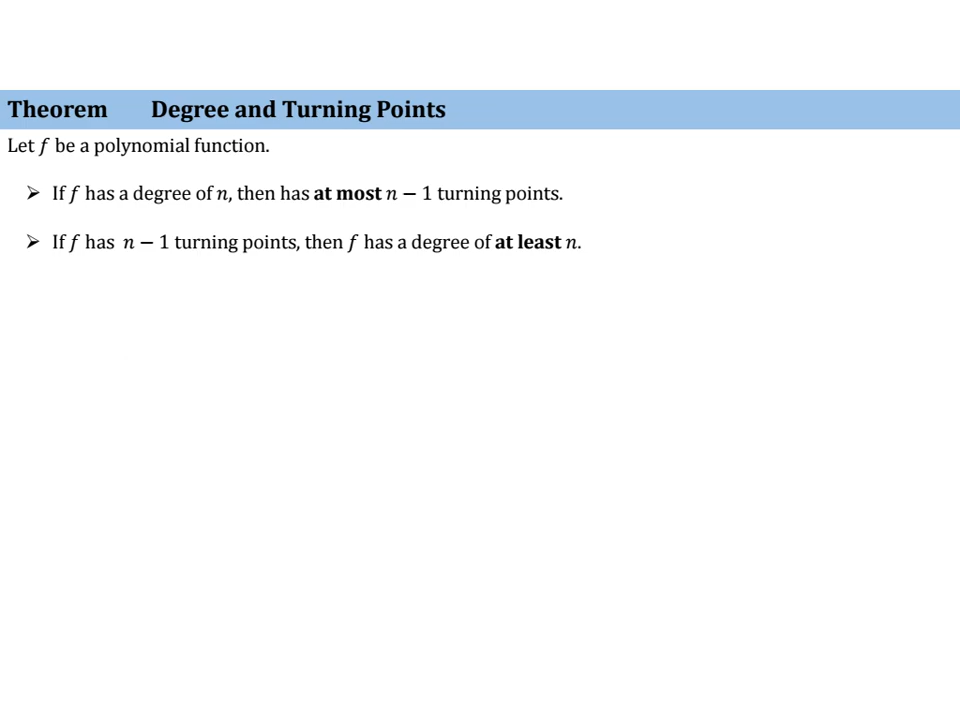 Theorem Degree and Turning Points
Let f be a polynomial function.
➢ If f has a degree of n, then has at most n − 1 turning points.
➢ If f has n − 1 turning points, then f has a degree of at least n.